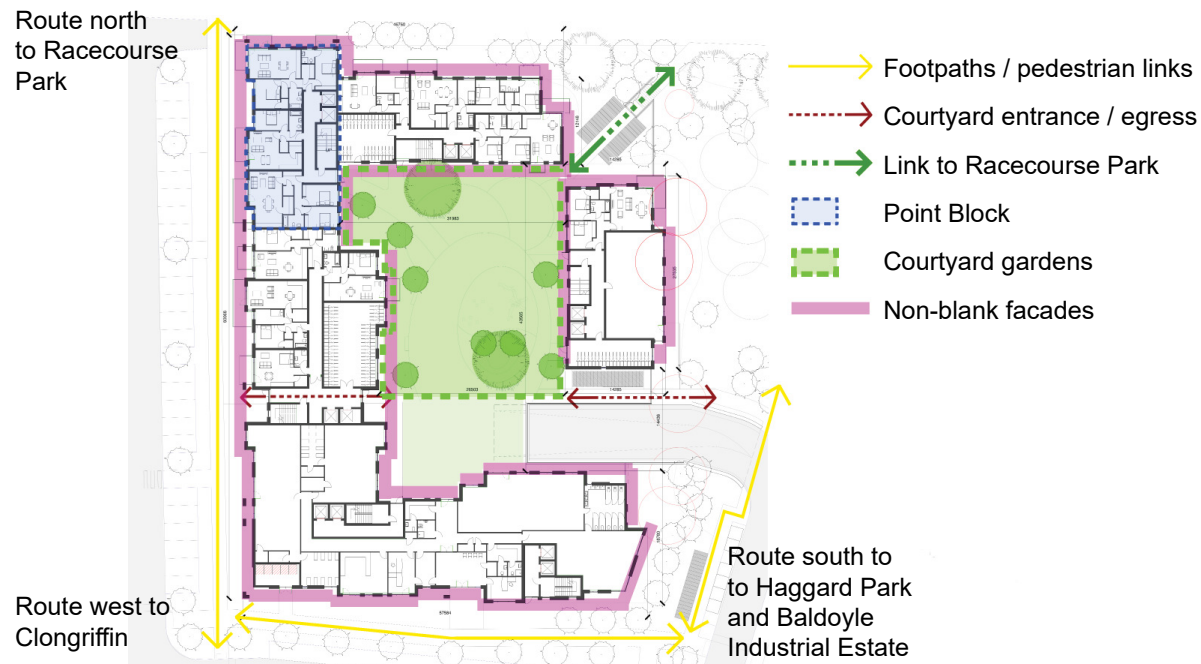 Route north
to Racecourse
Park
Footpaths / pedestrian links
Courtyard entrance / egress
Link to Racecourse Park
Point Block
Courtyard gardens
Non-blank facades
Route west to
Clongriffin
Route south to
to Haggard Park
and Baldoyle
Industrial Estate